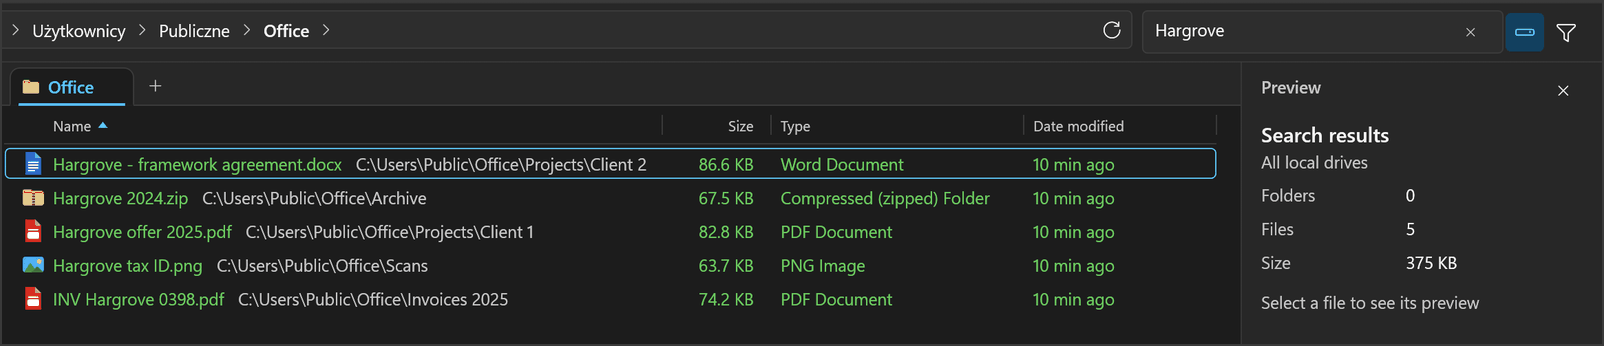 Użytkownicy Publiczne Office
Hargrove
Office
Preview
Name Size Type Date modified
Search results
All local drives
Hargrove - framework agreement.docx C:\Users\Public\Office\Projects\Client 2 86.6 KB Word Document 10 min ago
Hargrove 2024.zip C:\Users\Public\Office\Archive 67.5 KB Compressed (zipped) Folder 10 min ago
Hargrove offer 2025.pdf C:\Users\Public\Office\Projects\Client 1 82.8 KB PDF Document 10 min ago
Hargrove tax ID.png C:\Users\Public\Office\Scans 63.7 KB PNG Image 10 min ago
INV Hargrove 0398.pdf C:\Users\Public\Office\Invoices 2025 74.2 KB PDF Document 10 min ago
Folders 0
Files 5
Size 375 KB
Select a file to see its preview